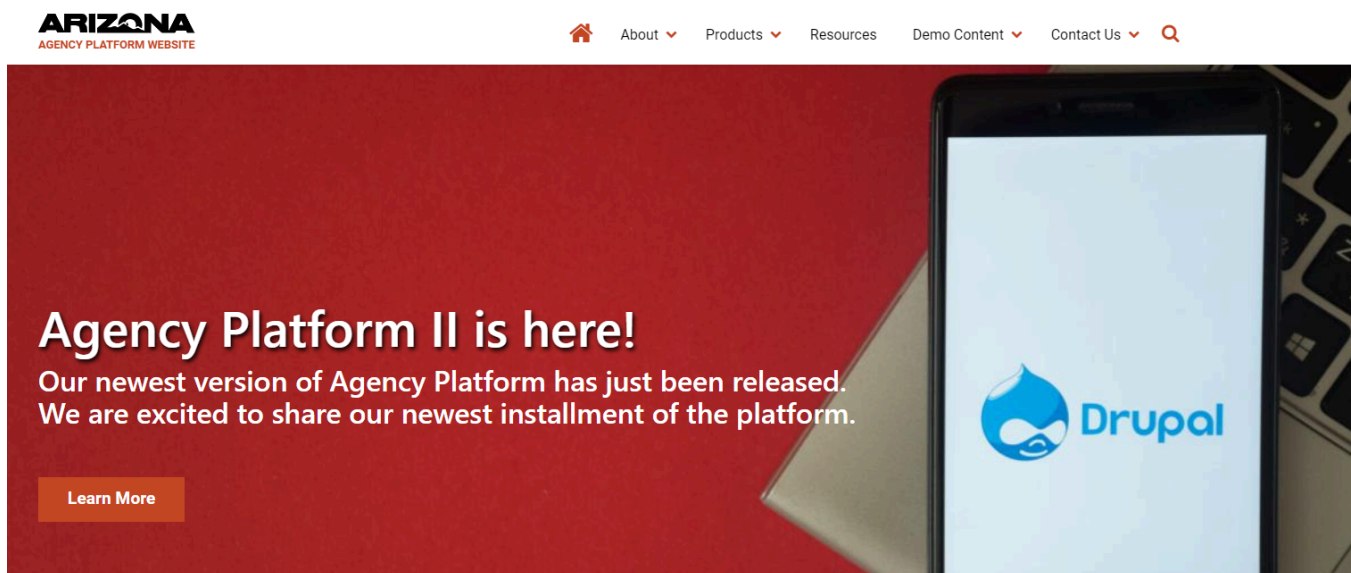 ARIZONA
AGENCY PLATFORM WEBSITE
About
Products
Resources
Demo Content
Contact Us
Agency Platform II is here!
Our newest version of Agency Platform has just been released.
We are excited to share our newest installment of the platform.
Learn More
Drupal